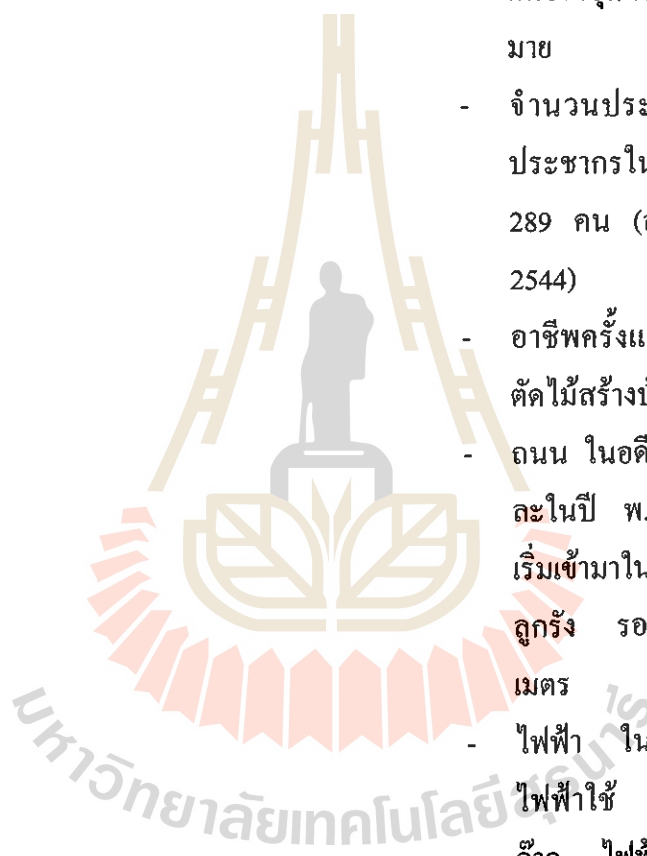 มาย
- จำนวนประ
ประชากรใน
289 คน (
2544)
- อาชีพครั้งแ
ตัดไม้สร้างบ้
- ถนน ในอดี
ละในปี พ.
เริ่มเข้ามาใน
ลูกรัง รอ
เมตร
- ไฟฟ้า ใน
ไฟฟ้าใช้
มหาวิทยาลัยเทคโนโลยีสุรนารี